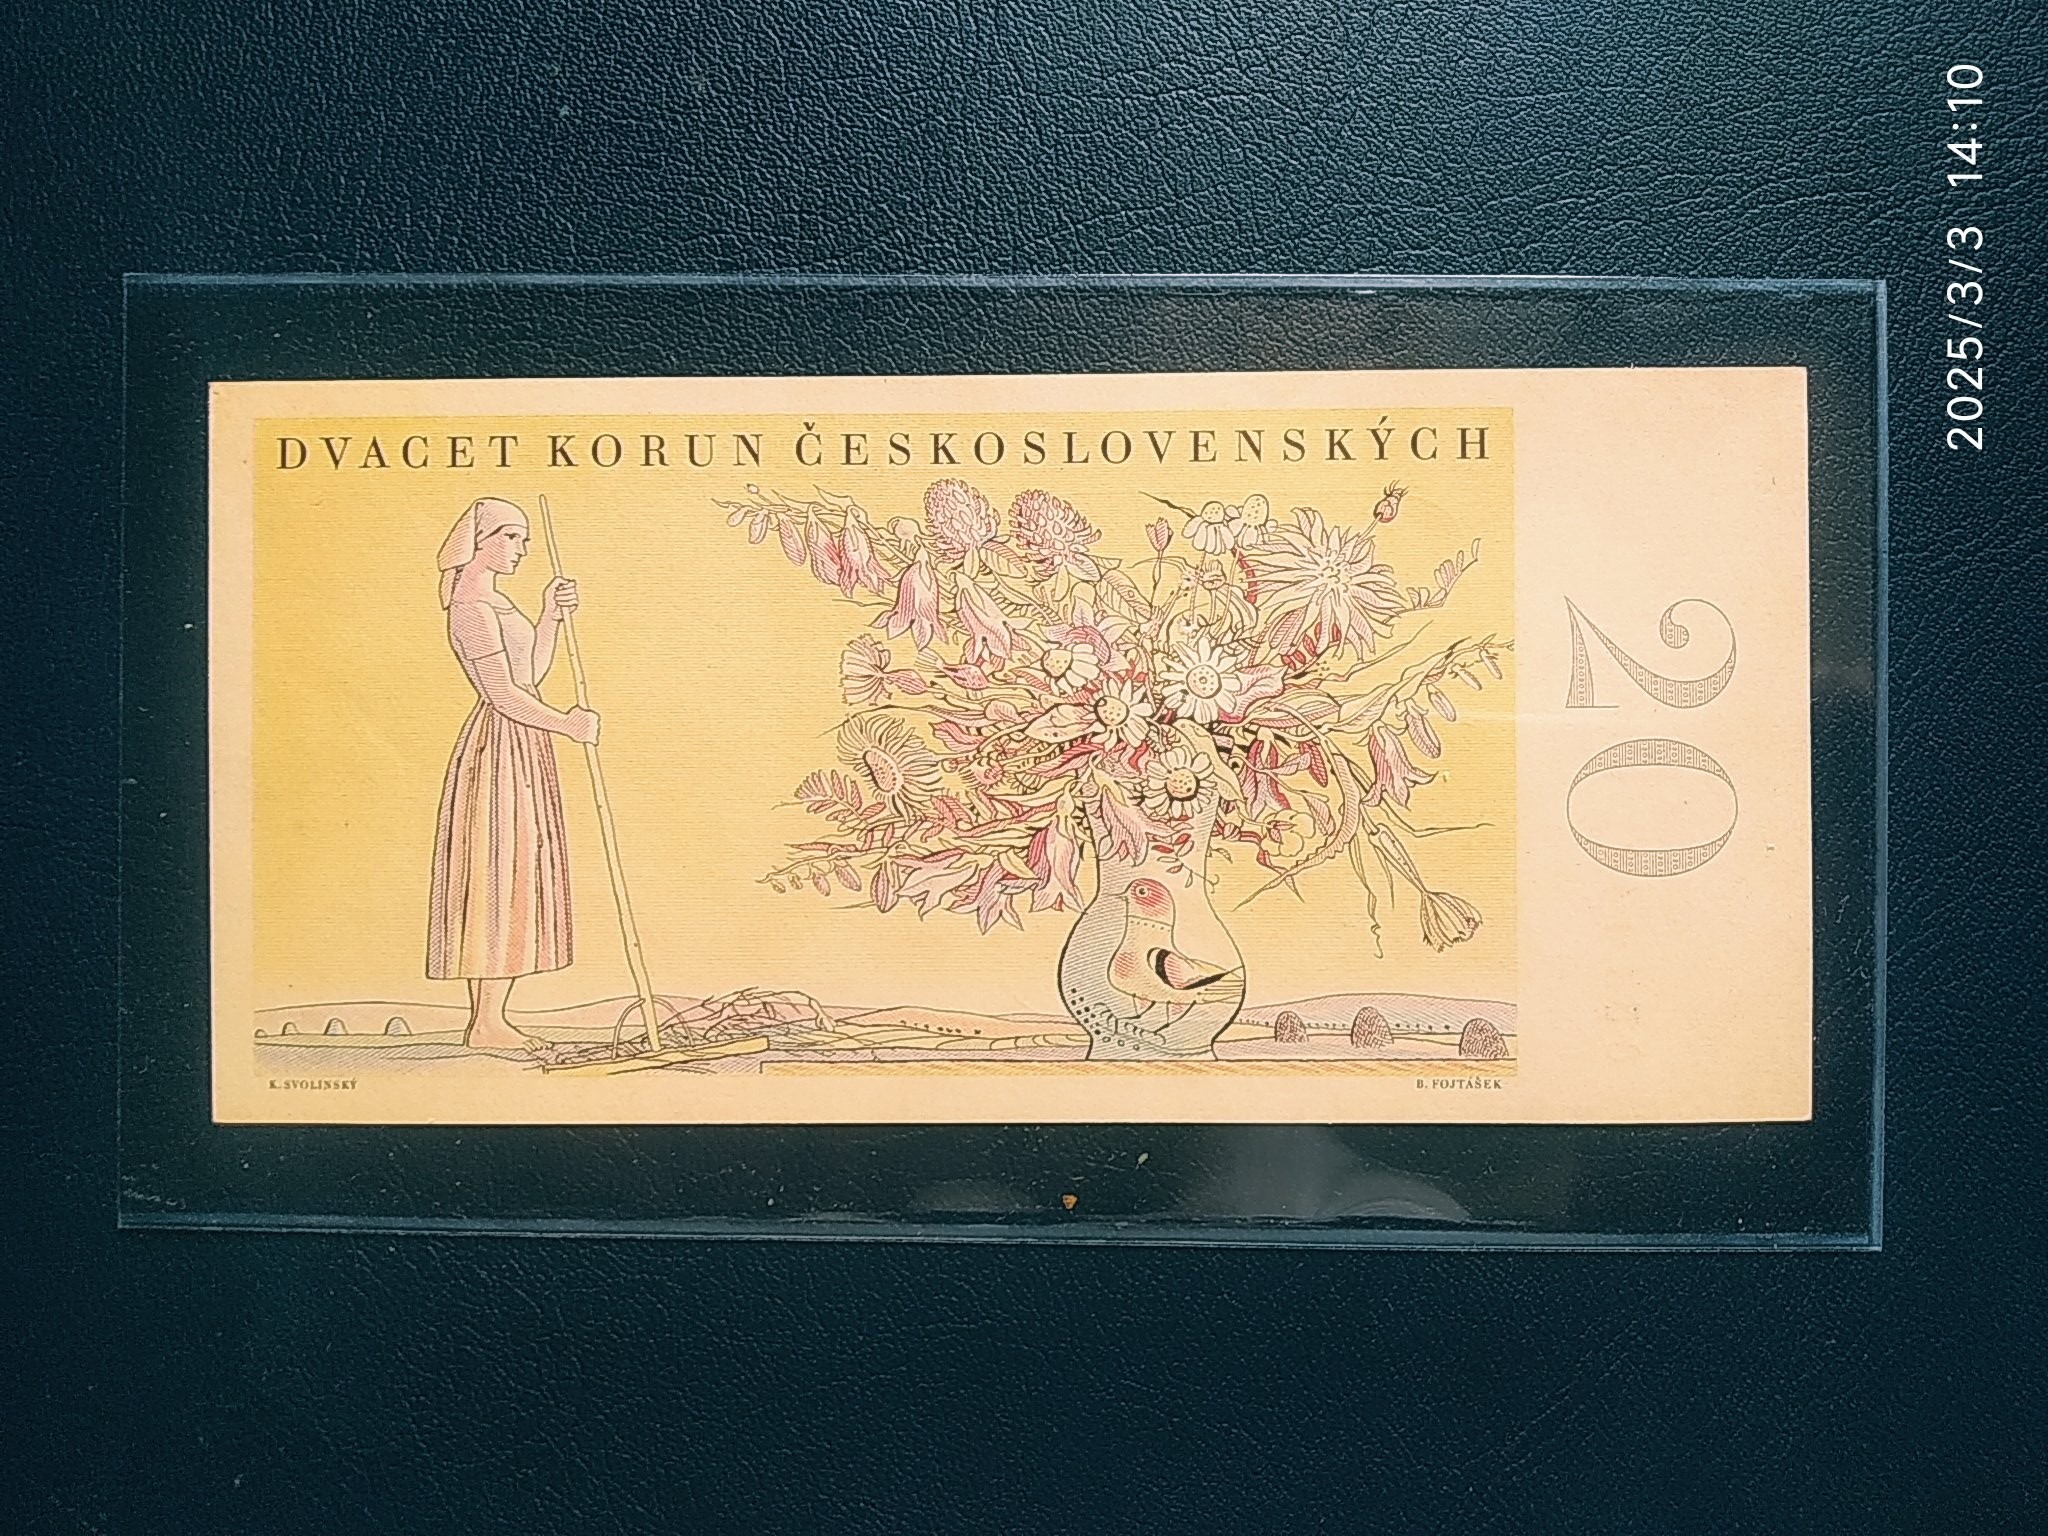 2025/3/3 14:10
DVACET KORUN ČESKOSLOVENSKÝCH
20
K. SVOLINSKÝ
B. FOJTÁŠEK